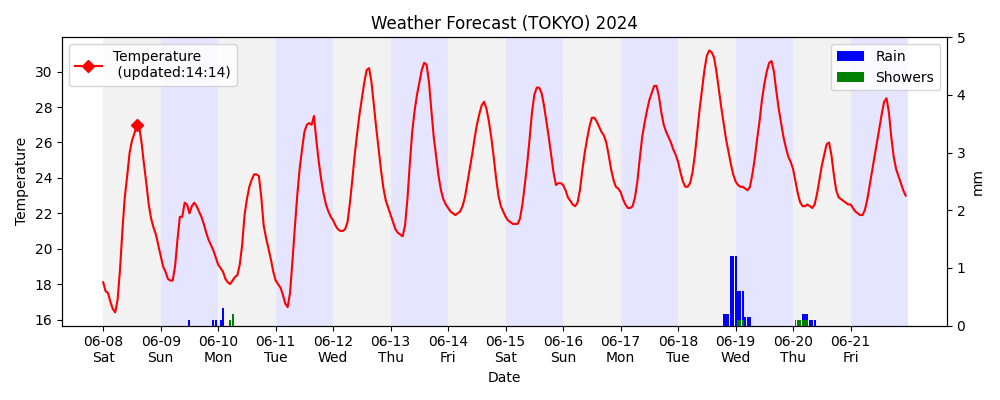 Weather Forecast (TOKYO) 2024
Temperature
(updated:14:14)
Rain
Showers
Temperature
30
28
26
24
22
20
18
16
5
4
3
2
1
0
mm
06-08 06-09 06-10 06-11 06-12 06-13 06-14 06-15 06-16 06-17 06-18 06-19 06-20 06-21
Sat Sun Mon Tue Wed Thu Fri Sat Sun Mon Tue Wed Thu Fri
Date